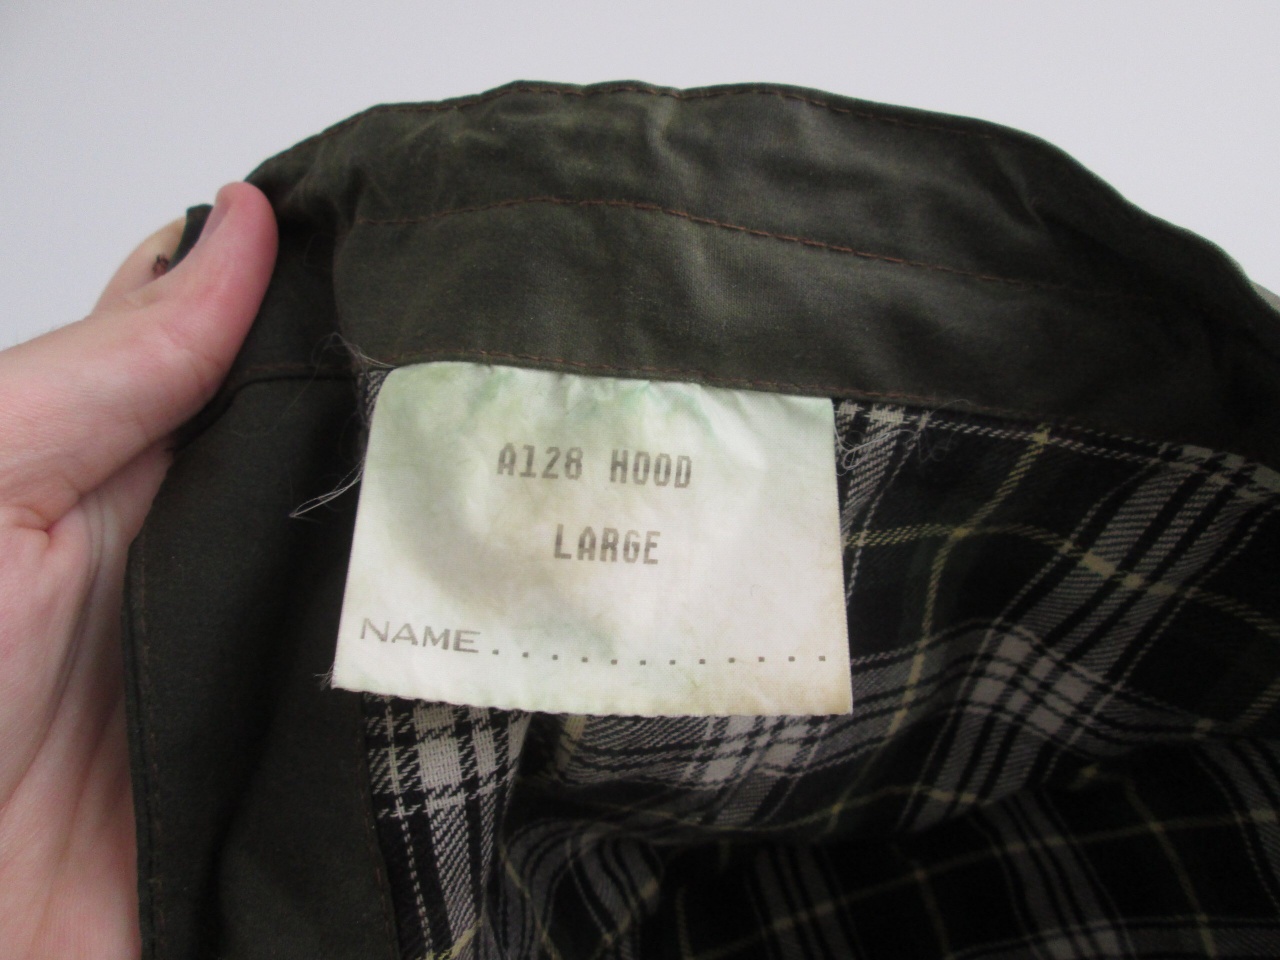 A128 HOOD
LARGE
NAME.............